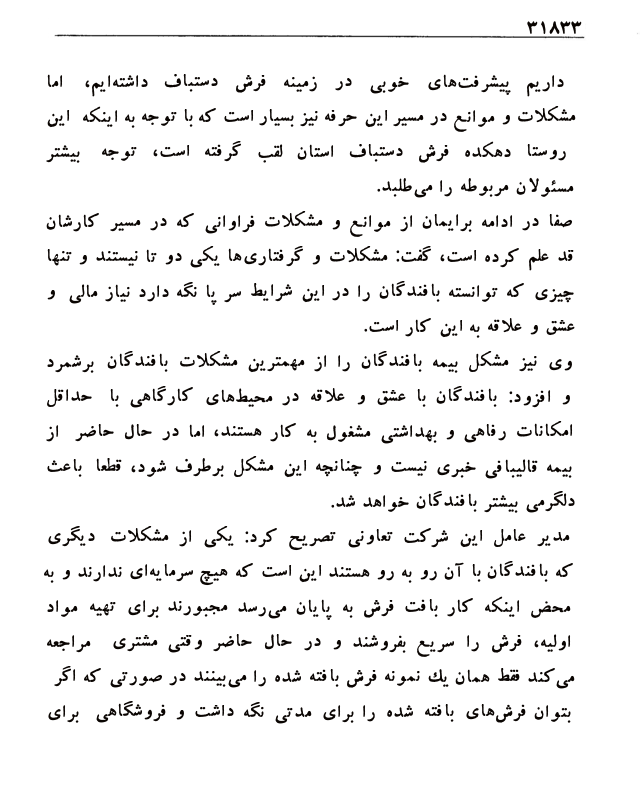 ۳۱۸۳۳
داریم پیشرفت‌های خوبی در زمینه فرش دستباف داشته‌ایم، اما
مشکلات و موانع در مسیر این حرفه نیز بسیار است که با توجه به اینکه این
روستا دهکده فرش دستباف استان لقب گرفته است، توجه بیشتر
مسئولان مربوطه را می‌طلبد.
صفا در ادامه برایمان از موانع و مشکلات فراوانی که در مسیر کارشان
قد علم کرده است، گفت: مشکلات و گرفتاری‌ها یکی دو تا نیستند و تنها
چیزی که توانسته بافندگان را در این شرایط سر پا نگه دارد نیاز مالی و
عشق و علاقه به این کار است.
وی نیز مشکل بیمه بافندگان را از مهمترین مشکلات بافندگان برشمرد
و افزود: بافندگان با عشق و علاقه در محیط‌های کارگاهی با حداقل
امکانات رفاهی و بهداشتی مشغول به کار هستند، اما در حال حاضر از
بیمه قالیبافی خبری نیست و چنانچه این مشکل برطرف شود، قطعا باعث
دلگرمی بیشتر بافندگان خواهد شد.
مدیر عامل این شرکت تعاونی تصریح کرد: یکی از مشکلات دیگری
که بافندگان با آن رو به رو هستند این است که هیچ سرمایه‌ای ندارند و به
محض اینکه کار بافت فرش به پایان می‌رسد مجبورند برای تهیه مواد
اولیه، فرش را سریع بفروشند و در حال حاضر وقتی مشتری مراجعه
می‌کند فقط همان یك نمونه فرش بافته شده را می‌بینند در صورتی که اگر
بتوان فرش‌های بافته شده را برای مدتی نگه داشت و فروشگاهی برای